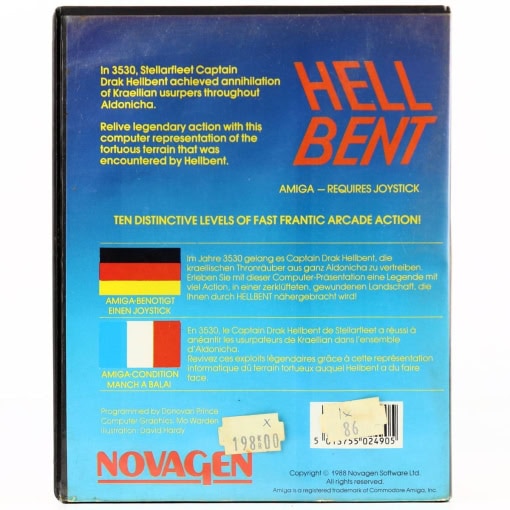 In 3530, Stellarfleet Captain
Drak Hellbent achieved annihilation
of Kraellian usurpers throughout
Aldonicha.
Relive legendary action with this
computer representation of the
tortuous terrain that was
encountered by Hellbent.
HELL
BENT
AMIGA — REQUIRES JOYSTICK
TEN DISTINCTIVE LEVELS OF FAST FRANTIC ARCADE ACTION!
Im Jahre 3530 gelang es Captain Drak Hellbent, die
kraellischen Thronräuber aus ganz Aldonicha zu vertreiben.
Erleben Sie mit dieser Computer-Präsentation eine Legende mit
viel Action, in einer zerklüfteten, gewundenen Landschaft, die
Ihnen durch HELLBENT nähergebracht wird!
AMIGA-BENOTIGT
EINEN JOYSTICK
En 3530, le Captain Drak Hellbent de Stellarfleet a réussi à
anéantir les usurpateurs de Kraellian dans l'ensemble
d'Aldonicha.
Revivez ces exploits légendaires grâce à cette représentation
informatique dû terrain tortueux auquel Hellbent a du faire
face.
AMIGA-CONDITION
MANCH A BALAI
Programmed by Donovan Prince
Computer Graphics: Mo Warden
Illustration: David Hardy
NOVAGEN
86
5 013755 024905
Copyright © 1988 Novagen Software Ltd.
All rights reserved.
Amiga is a registered trademark of Commodore Amiga, Inc.